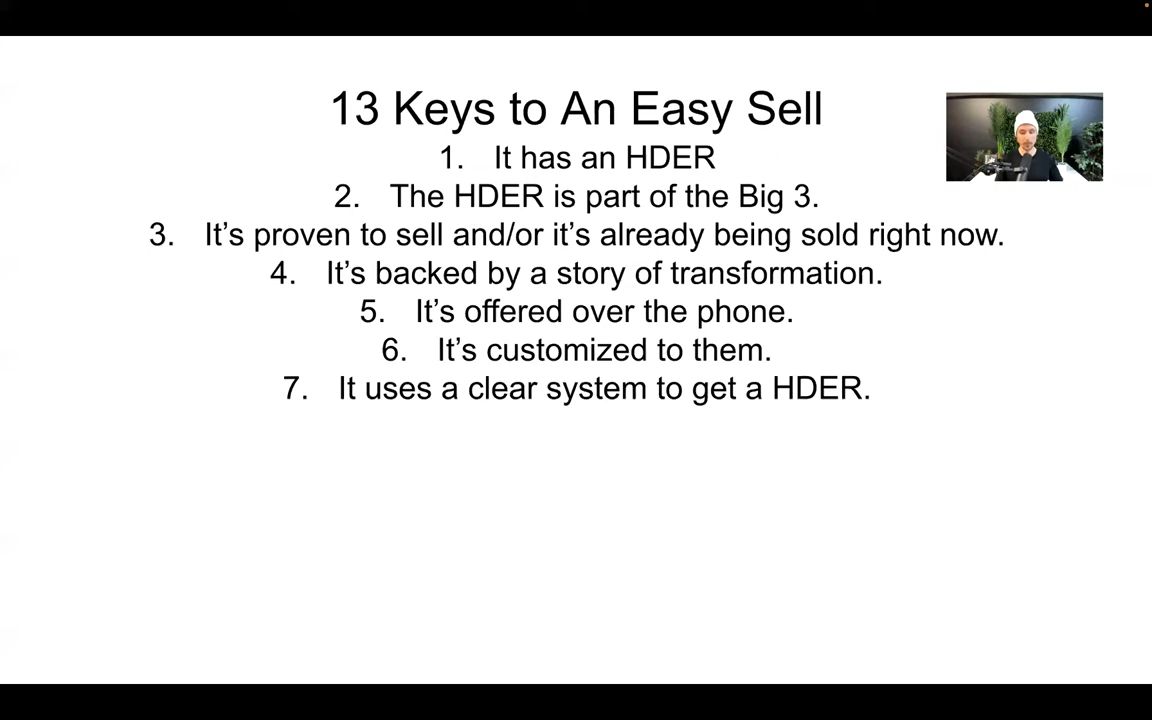 13 Keys to An Easy Sell
1. It has an HDER
2. The HDER is part of the Big 3.
3. It’s proven to sell and/or it’s already being sold right now.
4. It’s backed by a story of transformation.
5. It’s offered over the phone.
6. It’s customized to them.
7. It uses a clear system to get a HDER.